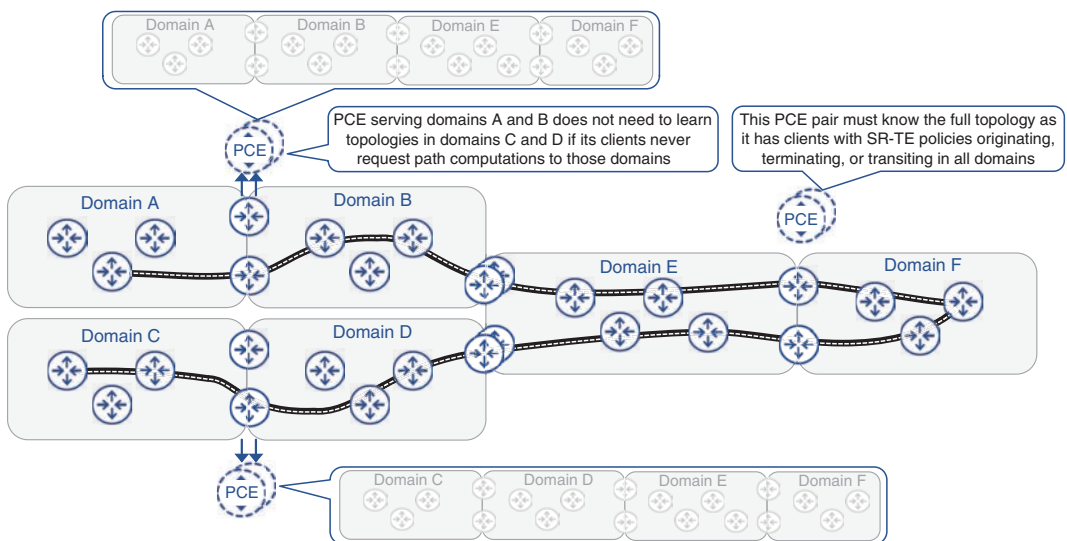 Domain A Domain B Domain E Domain F
PCE
PCE serving domains A and B does not need to learn
topologies in domains C and D if its clients never
request path computations to those domains
This PCE pair must know the full topology as
it has clients with SR-TE policies originating,
terminating, or transiting in all domains
PCE
Domain A
Domain B
Domain E
Domain F
Domain C
Domain D
PCE
Domain C Domain D Domain E Domain F